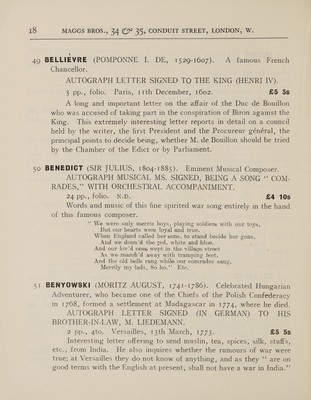 18 MAGGS BROS., 34 & 35, CONDUIT STREET, LONDON, W.
49 BELLIÈVRE (POMPONNE I. DE, 1529-1607). A famous French
Chancellor.
AUTOGRAPH LETTER SIGNED TO THE KING (HENRI IV).
3 pp., folio. Paris, 11th December, 1602. £5 5s
A long and important letter on the affair of the Duc de Bouillon
who was accused of taking part in the conspiration of Biron against the
King. This extremely interesting letter reports in detail on a council
held by the writer, the first President and the Procureur général, the
principal points to decide being, whether M. de Bouillon should be tried
by the Chamber of the Edict or by Parliament.
50 BENEDICT (SIR JULIUS, 1804-1885). Eminent Musical Composer.
AUTOGRAPH MUSICAL MS. SIGNED, BEING A SONG " COM-
RADES," WITH ORCHESTRAL ACCOMPANIMENT.
24 pp., folio. N.D. £4 10s
Words and music of this fine spirited war song entirely in the hand
of this famous composer.
" We were only merrie boys, playing soldiers with our toys,
But our hearts were loyal and true.
When England called her sons, to stand beside her guns,
And we donn'd the red, white and blue.
And our lov'd ones wept in the village street
As we march'd away with tramping feet.
And the old bells rang while our comrades sang,
Merrily my lads, So ho." Etc.
51 BENYOWSKI (MORITZ AUGUST, 1741-1786). Celebrated Hungarian
Adventurer, who became one of the Chiefs of the Polish Confederacy
in 1768, formed a settlement at Madagascar in 1774, where he died.
AUTOGRAPH LETTER SIGNED (IN GERMAN) TO HIS
BROTHER-IN-LAW, M. LIEDEMANN.
2 pp., 4to. Versailles, 13th March, 1773. £5 5s
Interesting letter offering to send muslin, tea, spices, silk, stuffs,
etc., from India. He also inquires whether the rumours of war were
true; at Versailles they do not know of anything, and as they " are on
good terms with the English at present, shall not have a war in India."